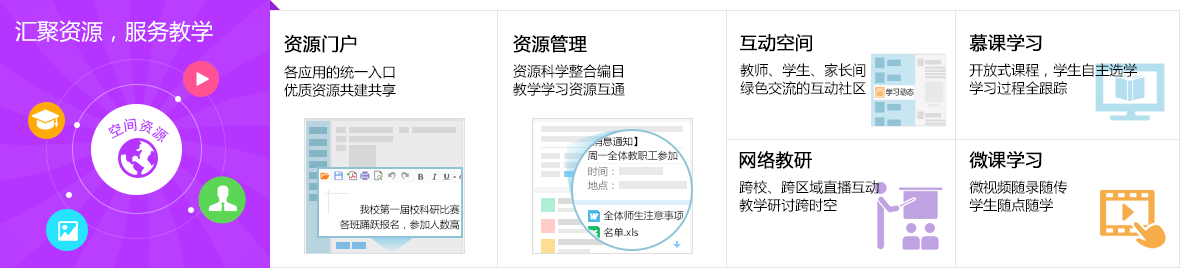 汇聚资源，服务教学
空间资源
资源门户
各应用的统一入口
优质资源共建共享
B I U
我校第一届校科研比赛
各班踊跃报名，参加人数高
资源管理
资源科学整合编目
教学学习资源互通
消息通知】
周一全体教职工参加
时间：
地点：
全体师生注意事项
名单.xls
互动空间
教师、学生、家长间
绿色交流的互动社区
学习动态
慕课学习
开放式课程，学生自主选学
学习过程全跟踪
网络教研
跨校、跨区域直播互动
教学研讨跨时空
微课学习
微视频随录随传
学生随点随学